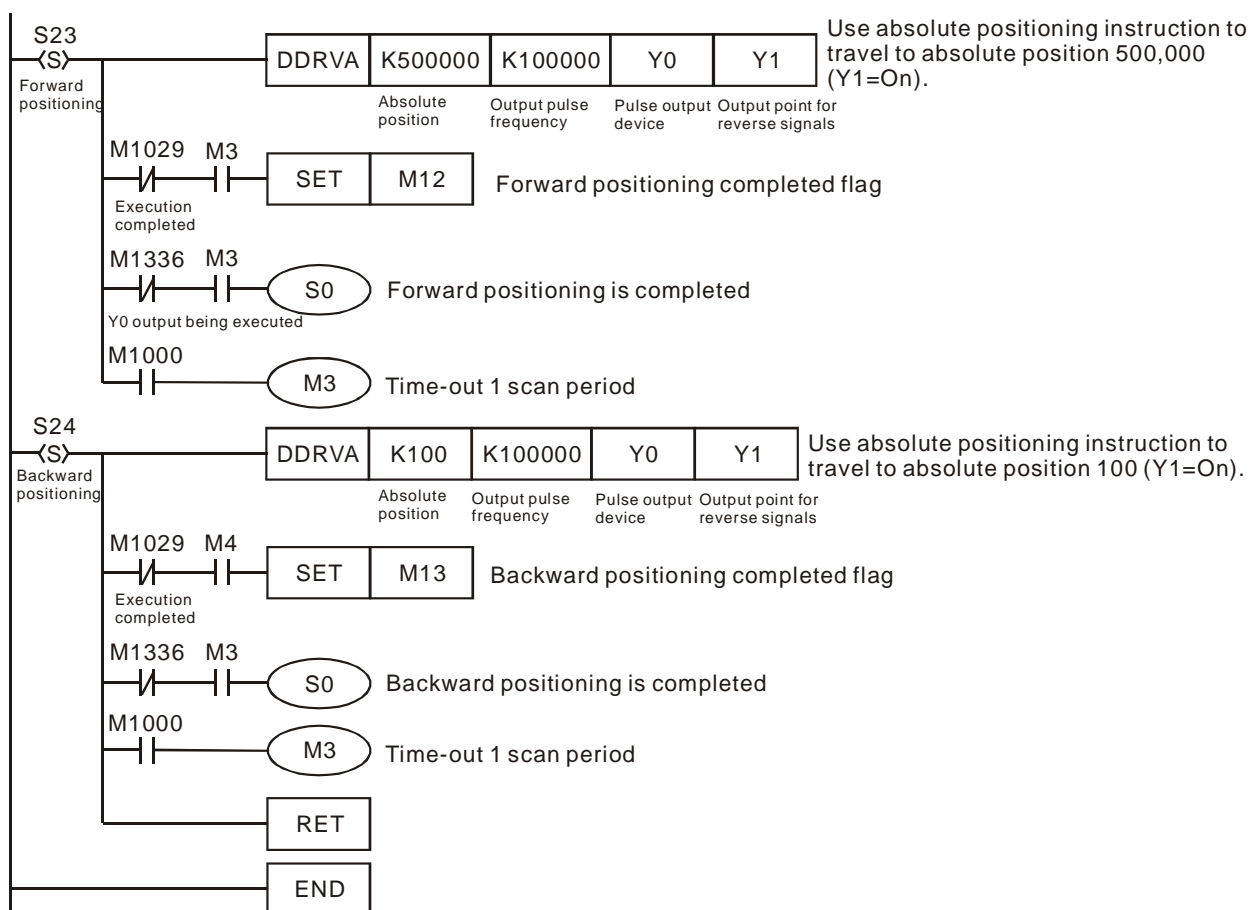 S23
S
Forward
positioning
DDRVA K500000 K100000 Y0 Y1
Use absolute positioning instruction to
travel to absolute position 500,000
(Y1=On).
Absolute
position
Output pulse
frequency
Pulse output
device
Output point for
reverse signals
M1029 M3
SET M12
Forward positioning completed flag
Execution
completed
M1336 M3
S0
Forward positioning is completed
Y0 output being executed
M1000
M3
Time-out 1 scan period
S24
S
Backward
positioning
DDRVA K100 K100000 Y0 Y1
Use absolute positioning instruction to
travel to absolute position 100 (Y1=On).
Absolute
position
Output pulse
frequency
Pulse output
device
Output point for
reverse signals
M1029 M4
SET M13
Backward positioning completed flag
Execution
completed
M1336 M3
S0
Backward positioning is completed
M1000
M3
Time-out 1 scan period
RET
END